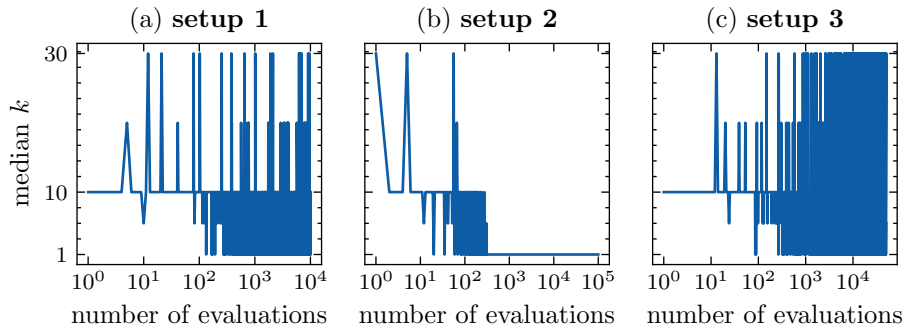 (a) setup 1
(b) setup 2
(c) setup 3
median k
30
10
1
10^0 10^1 10^2 10^3 10^4
10^0 10^1 10^2 10^3 10^4 10^5
10^0 10^1 10^2 10^3 10^4
number of evaluations
number of evaluations
number of evaluations